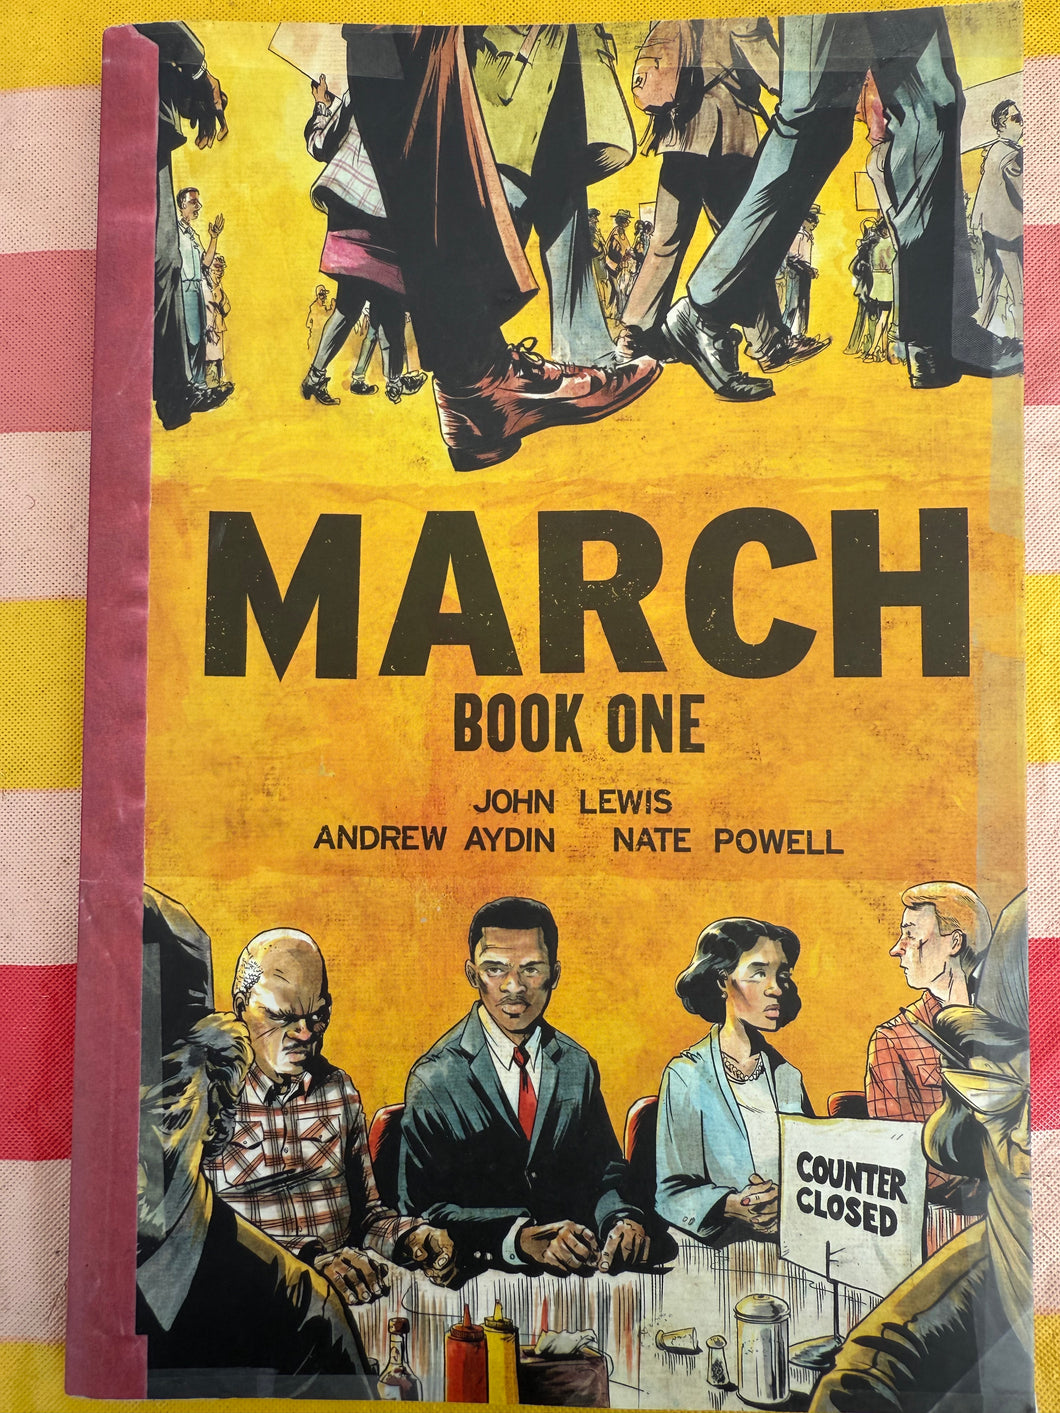 MARCH
BOOK ONE
JOHN LEWIS
ANDREW AYDIN NATE POWELL
COUNTER
CLOSED